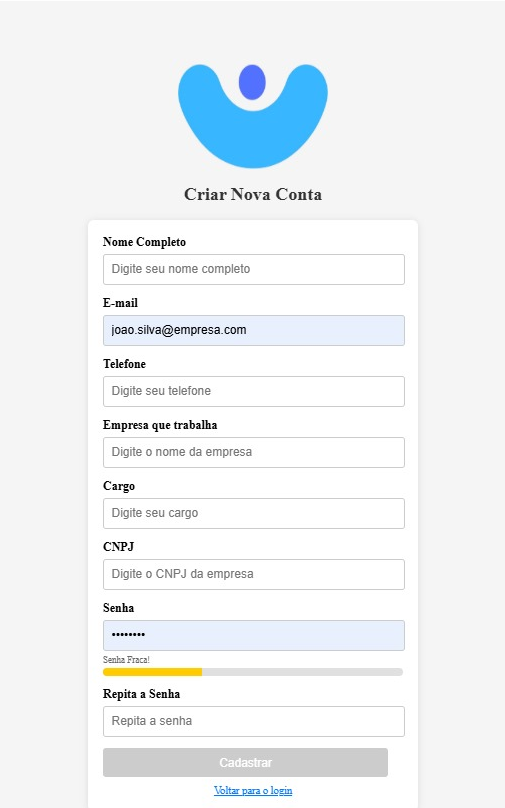 Criar Nova Conta
Nome Completo
Digite seu nome completo
E-mail
joao.silva@empresa.com
Telefone
Digite seu telefone
Empresa que trabalha
Digite o nome da empresa
Cargo
Digite seu cargo
CNPJ
Digite o CNPJ da empresa
Senha
••••••••
Senha Fraca!
Repita a Senha
Repita a senha
Cadastrar
Voltar para o login